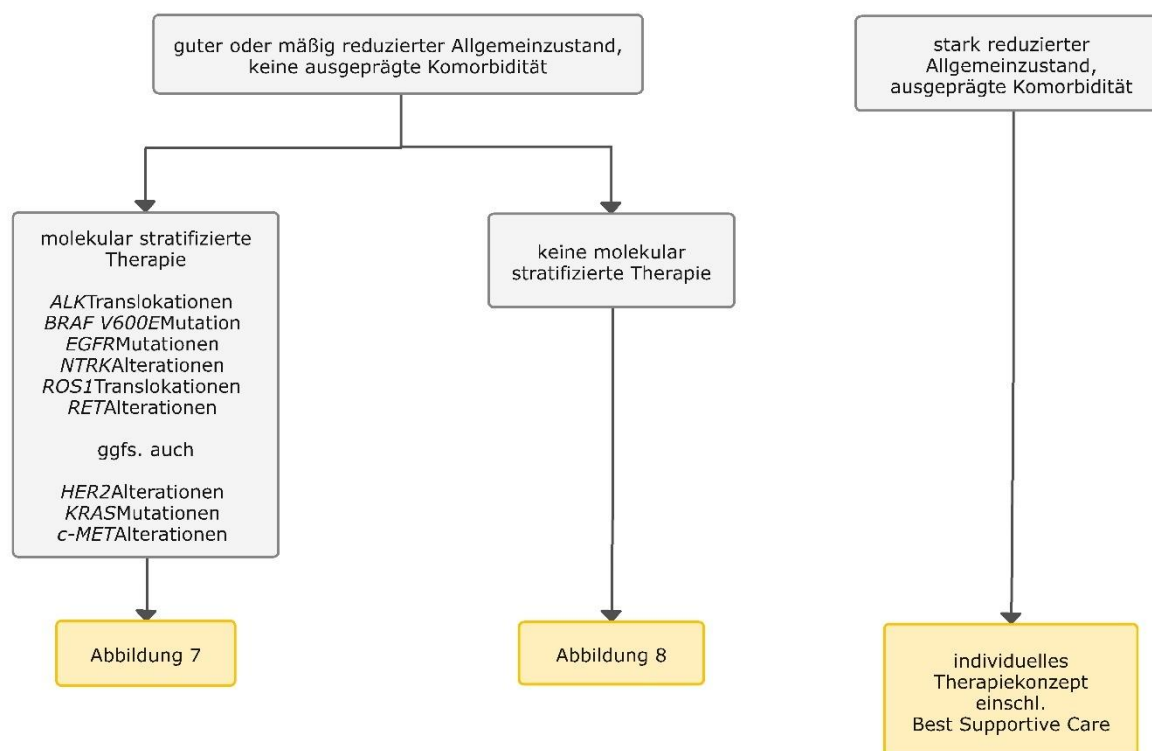 guter oder mäßig reduzierter Allgemeinzustand,
keine ausgeprägte Komorbidität
stark reduzierter
Allgemeinzustand,
ausgeprägte Komorbidität
molekular stratifizierte
Therapie
ALKTranslokationen
BRAF V600EMutation
EGFRMutationen
NTRKAlterationen
ROS1Translokationen
RETAlterationen
ggfs. auch
HER2Alterationen
KRASMutationen
c-METAlterationen
keine molekular
stratifizierte Therapie
Abbildung 7
Abbildung 8
individuelles
Therapiekonzept
einschl.
Best Supportive Care